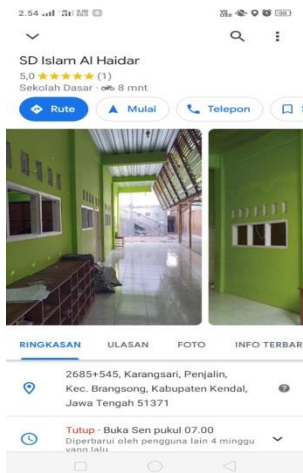 2.54
SD Islam Al Haidar
5,0 (1)
Sekolah Dasar · 8 mnt
Rute
Mulai
Telepon
RINGKASAN ULASAN FOTO INFO TERBAR
2685+545, Karangsari, Penjalin,
Kec. Brangsong, Kabupaten Kendal,
Jawa Tengah 51371
Tutup · Buka Sen pukul 07.00
Diperbarui oleh pengguna lain 4 minggu
yang lalu